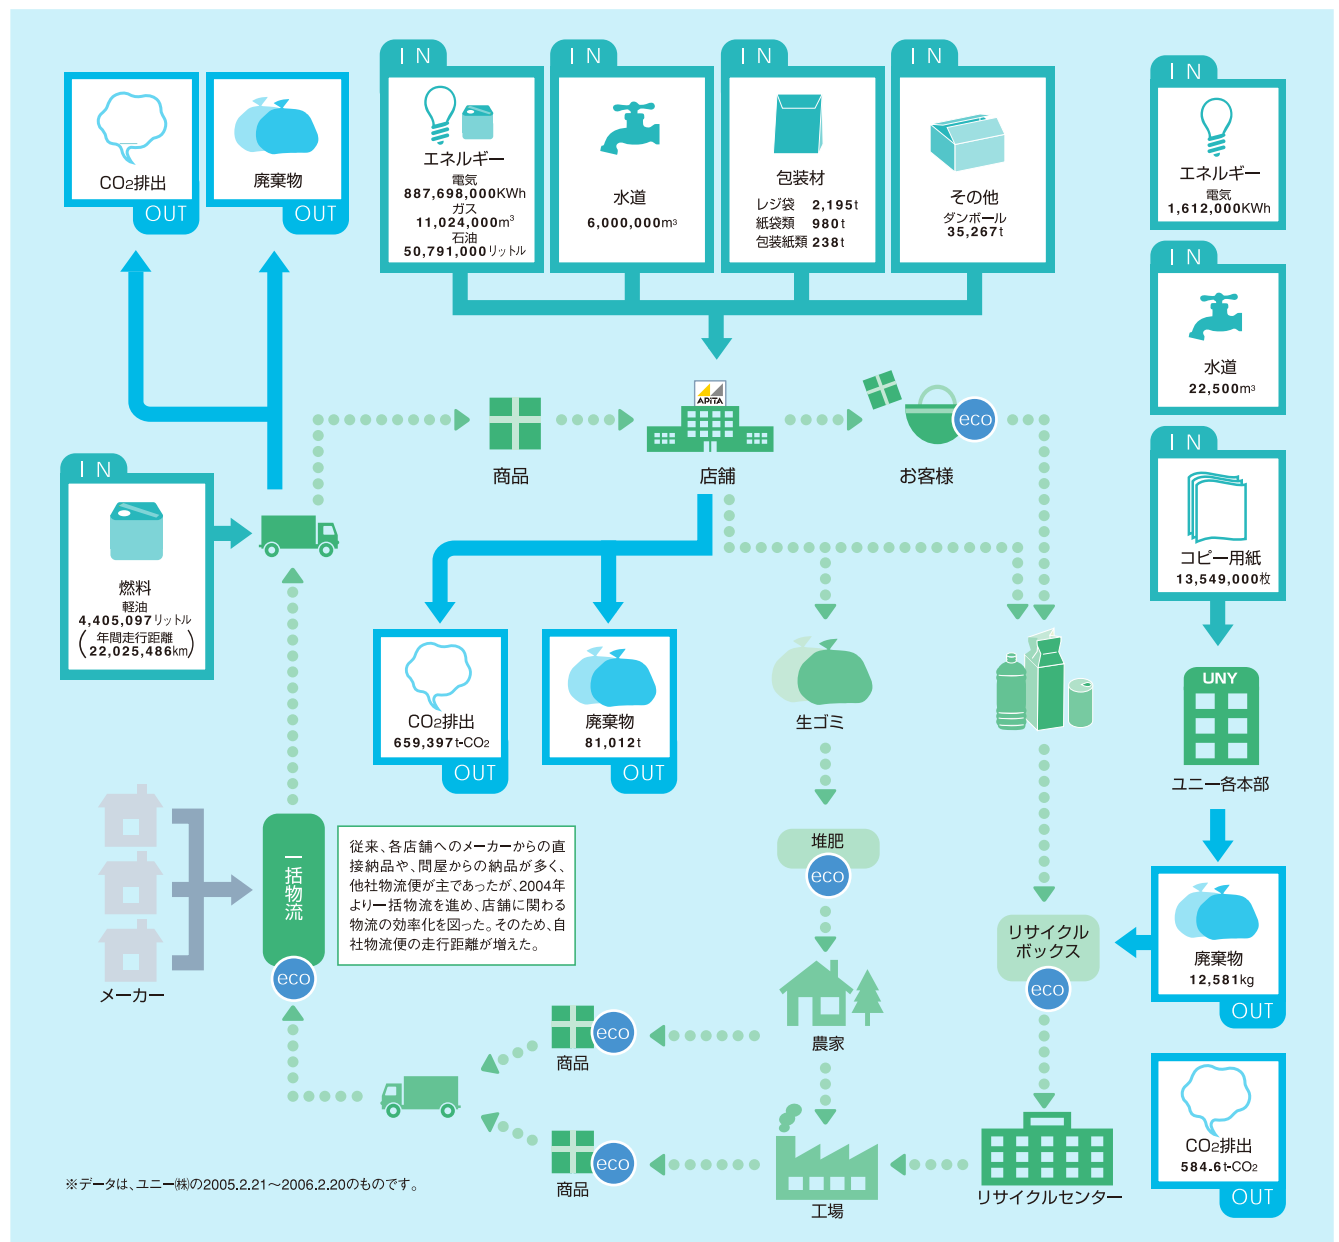 CO2排出
OUT
廃棄物
OUT
IN
エネルギー
電気
887,698,000KWh
ガス
11,024,000m³
石油
50,791,000リットル
IN
水道
6,000,000m³
IN
包装材
レジ袋 2,195t
紙袋類 980t
包装紙類 238t
IN
その他
ダンボール
35,267t
IN
エネルギー
電気
1,612,000KWh
IN
水道
22,500m³
IN
コピー用紙
13,549,000枚
商品
APiTA
店舗
eco
お客様
IN
燃料
軽油
4,405,097リットル
(年間走行距離
22,025,486km)
CO2排出
659,397t-CO2
OUT
廃棄物
81,012t
OUT
生ゴミ
UNY
ユニー各本部
メーカー
一括物流
eco
従来、各店舗へのメーカーからの直
接納品や、問屋からの納品が多く、
他社物流便が主であったが、2004年
より一括物流を進め、店舗に関わる
物流の効率化を図った。そのため、自
社物流便の走行距離が増えた。
堆肥
eco
リサイクル
ボックス
eco
廃棄物
12,581kg
OUT
農家
商品
eco
CO2排出
584.6t-CO2
OUT
商品
eco
工場
リサイクルセンター
※データは、ユニー㈱の2005.2.21～2006.2.20のものです。